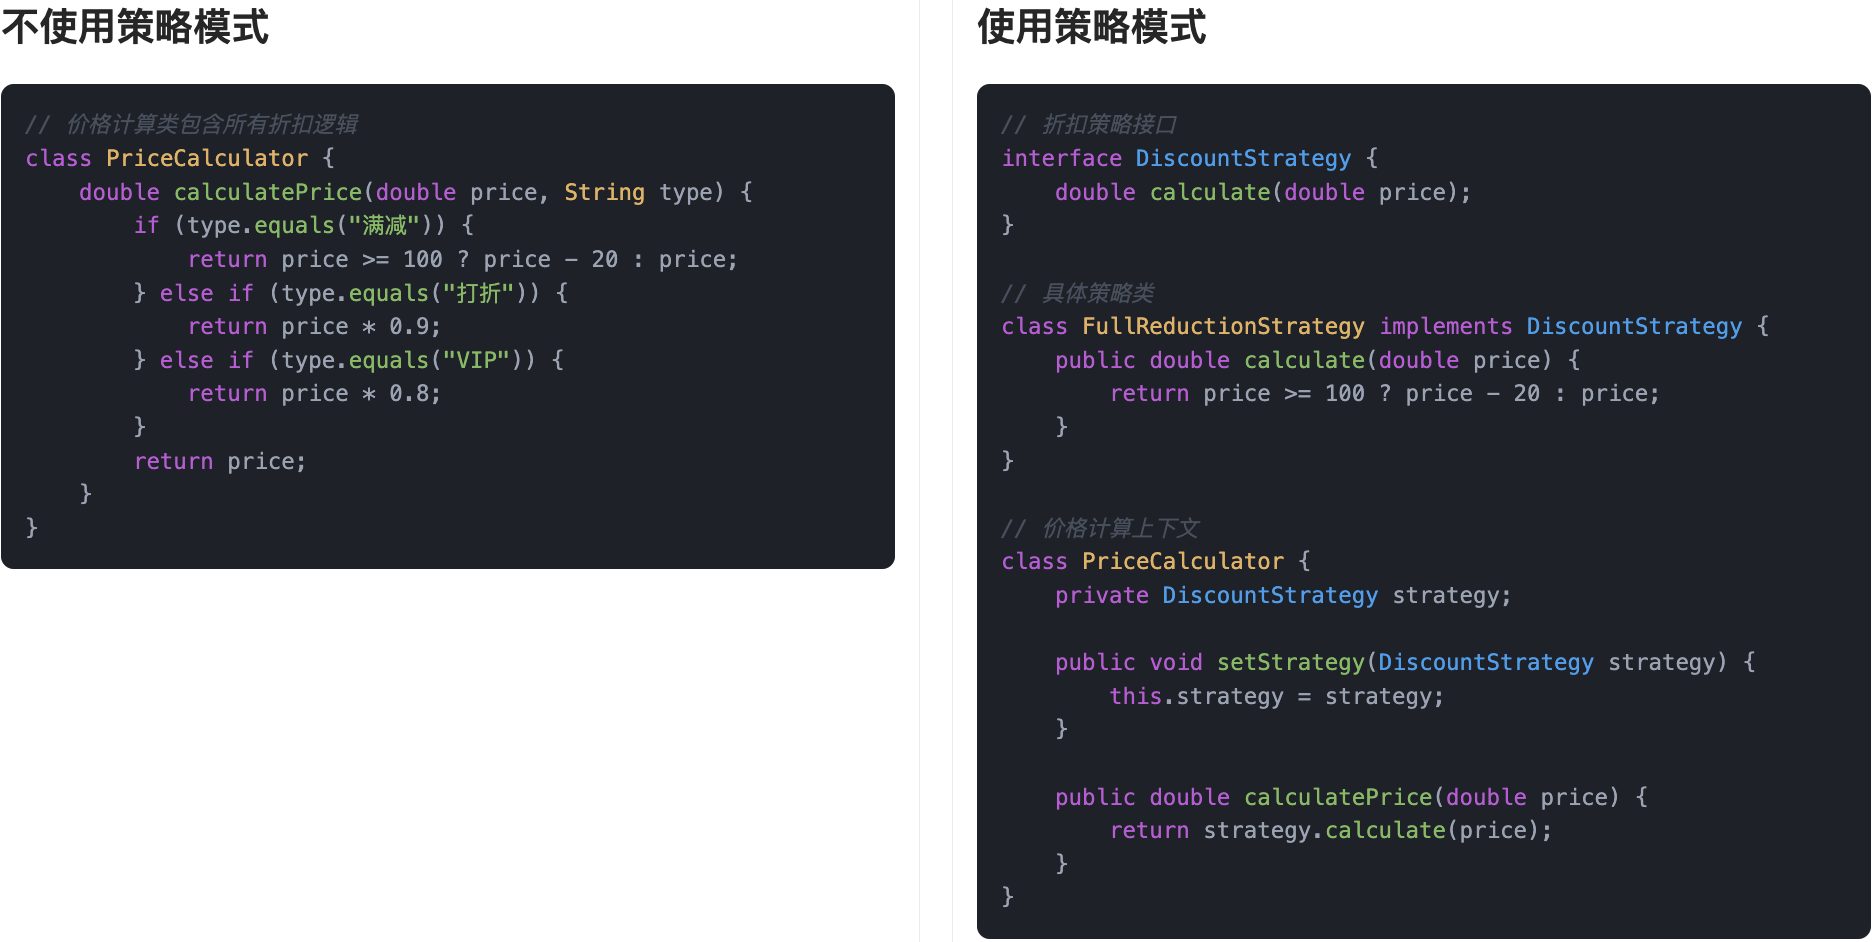 不使用策略模式
// 价格计算类包含所有折扣逻辑
class PriceCalculator {
    double calculatePrice(double price, String type) {
        if (type.equals("满减")) {
            return price >= 100 ? price - 20 : price;
        } else if (type.equals("打折")) {
            return price * 0.9;
        } else if (type.equals("VIP")) {
            return price * 0.8;
        }
        return price;
    }
}
使用策略模式
// 折扣策略接口
interface DiscountStrategy {
    double calculate(double price);
}
// 具体策略类
class FullReductionStrategy implements DiscountStrategy {
    public double calculate(double price) {
        return price >= 100 ? price - 20 : price;
    }
}
// 价格计算上下文
class PriceCalculator {
    private DiscountStrategy strategy;
    public void setStrategy(DiscountStrategy strategy) {
        this.strategy = strategy;
    }
    public double calculatePrice(double price) {
        return strategy.calculate(price);
    }
}